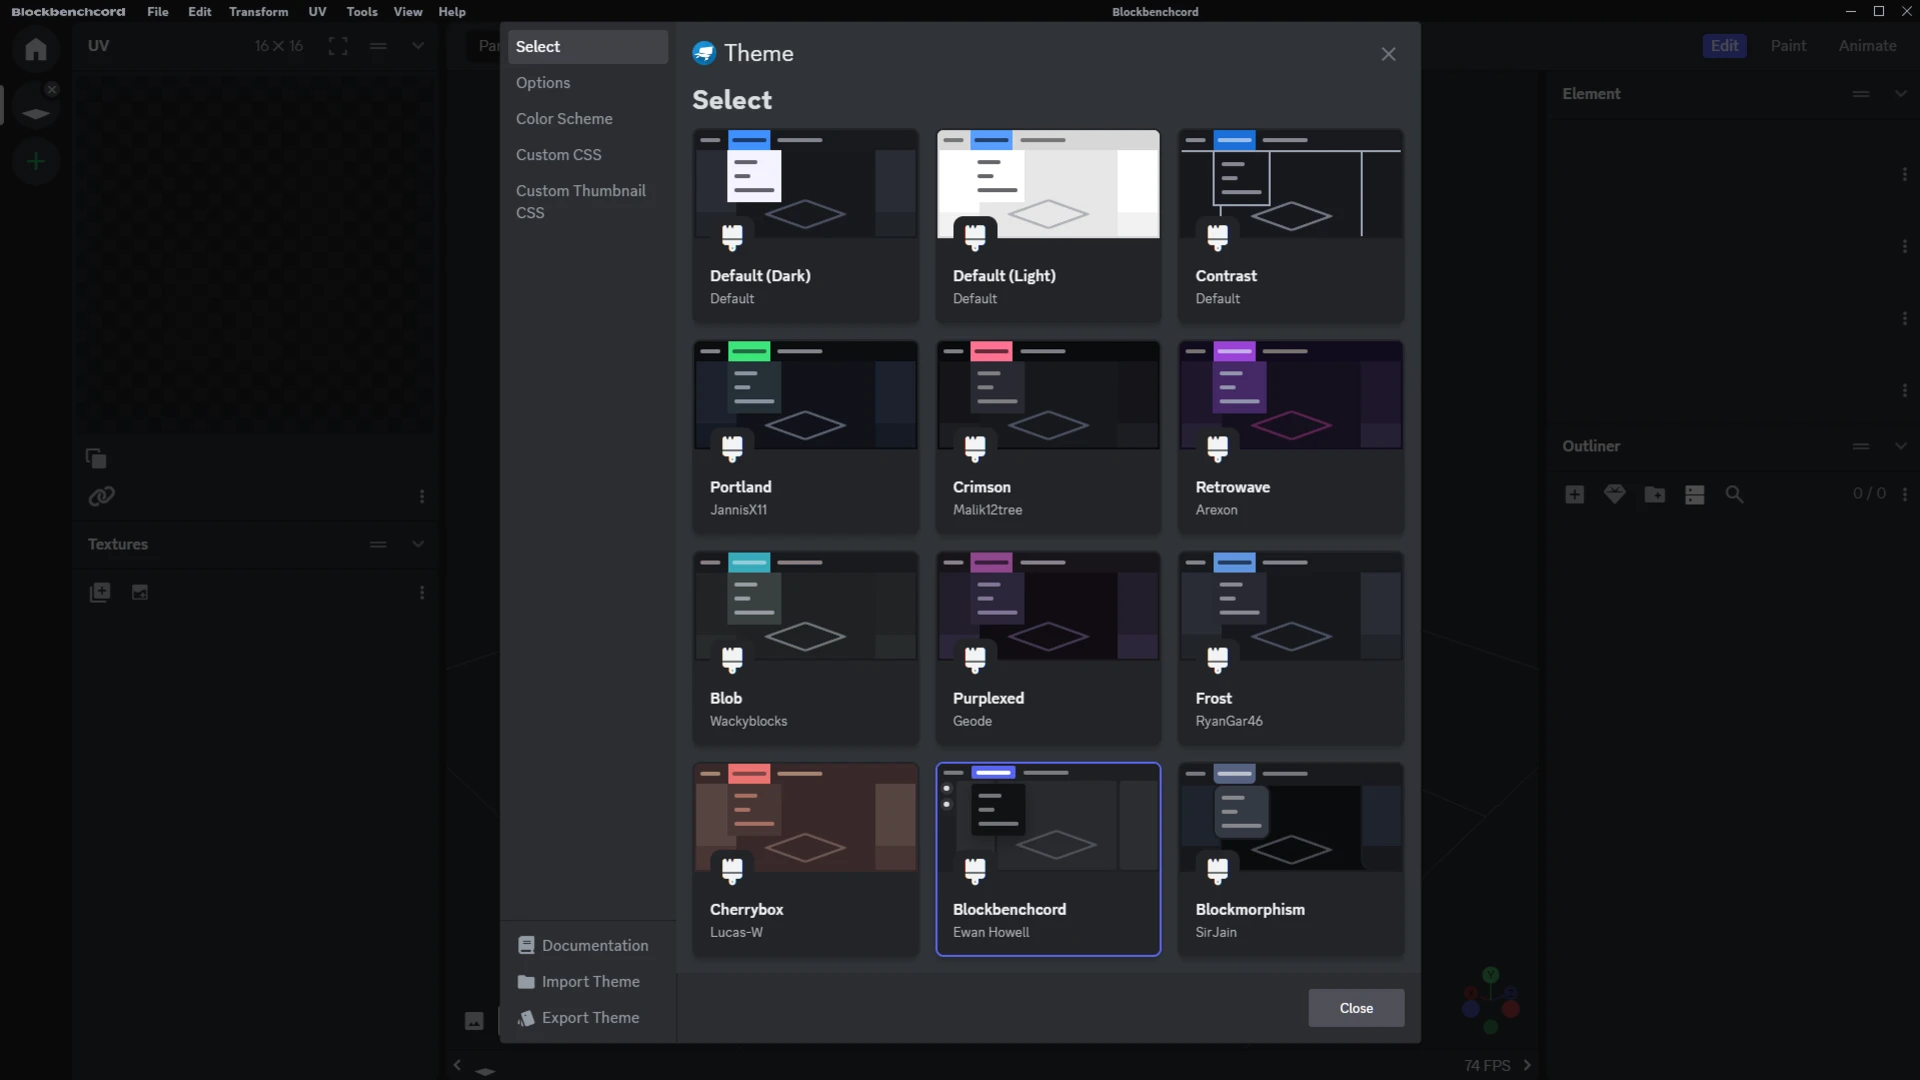 Blockbenchcord File Edit Transform UV Tools View Help
Blockbenchcord
UV
16 × 16
Edit Paint Animate
Element
Outliner
0 / 0
Textures
Select
Options
Color Scheme
Custom CSS
Custom Thumbnail
CSS
Documentation
Import Theme
Export Theme
Theme
Select
Default (Dark)
Default
Default (Light)
Default
Contrast
Default
Portland
JannisX11
Crimson
Malik12tree
Retrowave
Arexon
Blob
Wackyblocks
Purplexed
Geode
Frost
RyanGar46
Cherrybox
Lucas-W
Blockbenchcord
Ewan Howell
Blockmorphism
SirJain
Close
Y
74 FPS